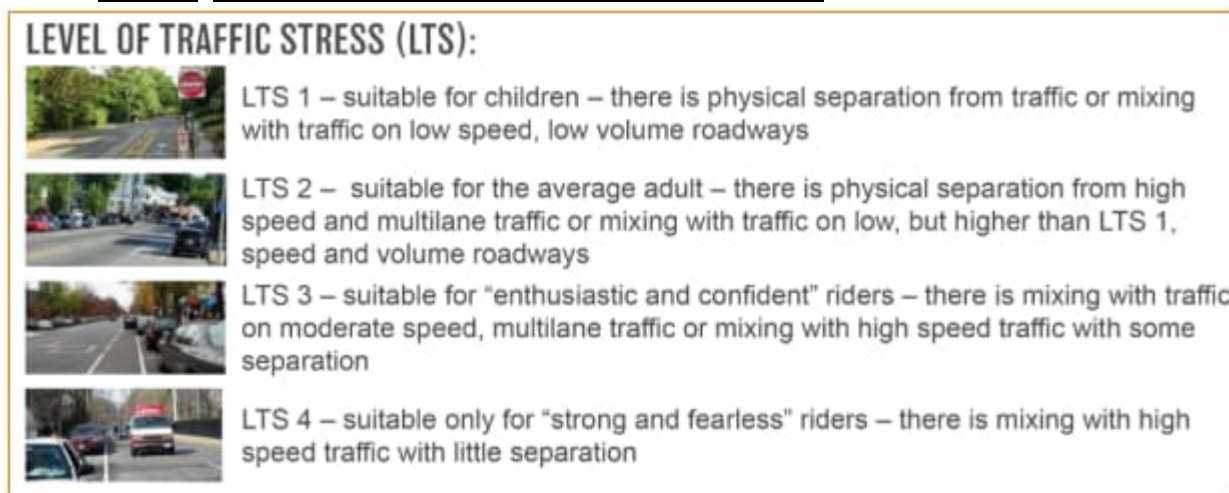 LEVEL OF TRAFFIC STRESS (LTS):
LTS 1 – suitable for children – there is physical separation from traffic or mixing
with traffic on low speed, low volume roadways
LTS 2 – suitable for the average adult – there is physical separation from high
speed and multilane traffic or mixing with traffic on low, but higher than LTS 1,
speed and volume roadways
LTS 3 – suitable for “enthusiastic and confident” riders – there is mixing with traffic
on moderate speed, multilane traffic or mixing with high speed traffic with some
separation
LTS 4 – suitable only for “strong and fearless” riders – there is mixing with high
speed traffic with little separation